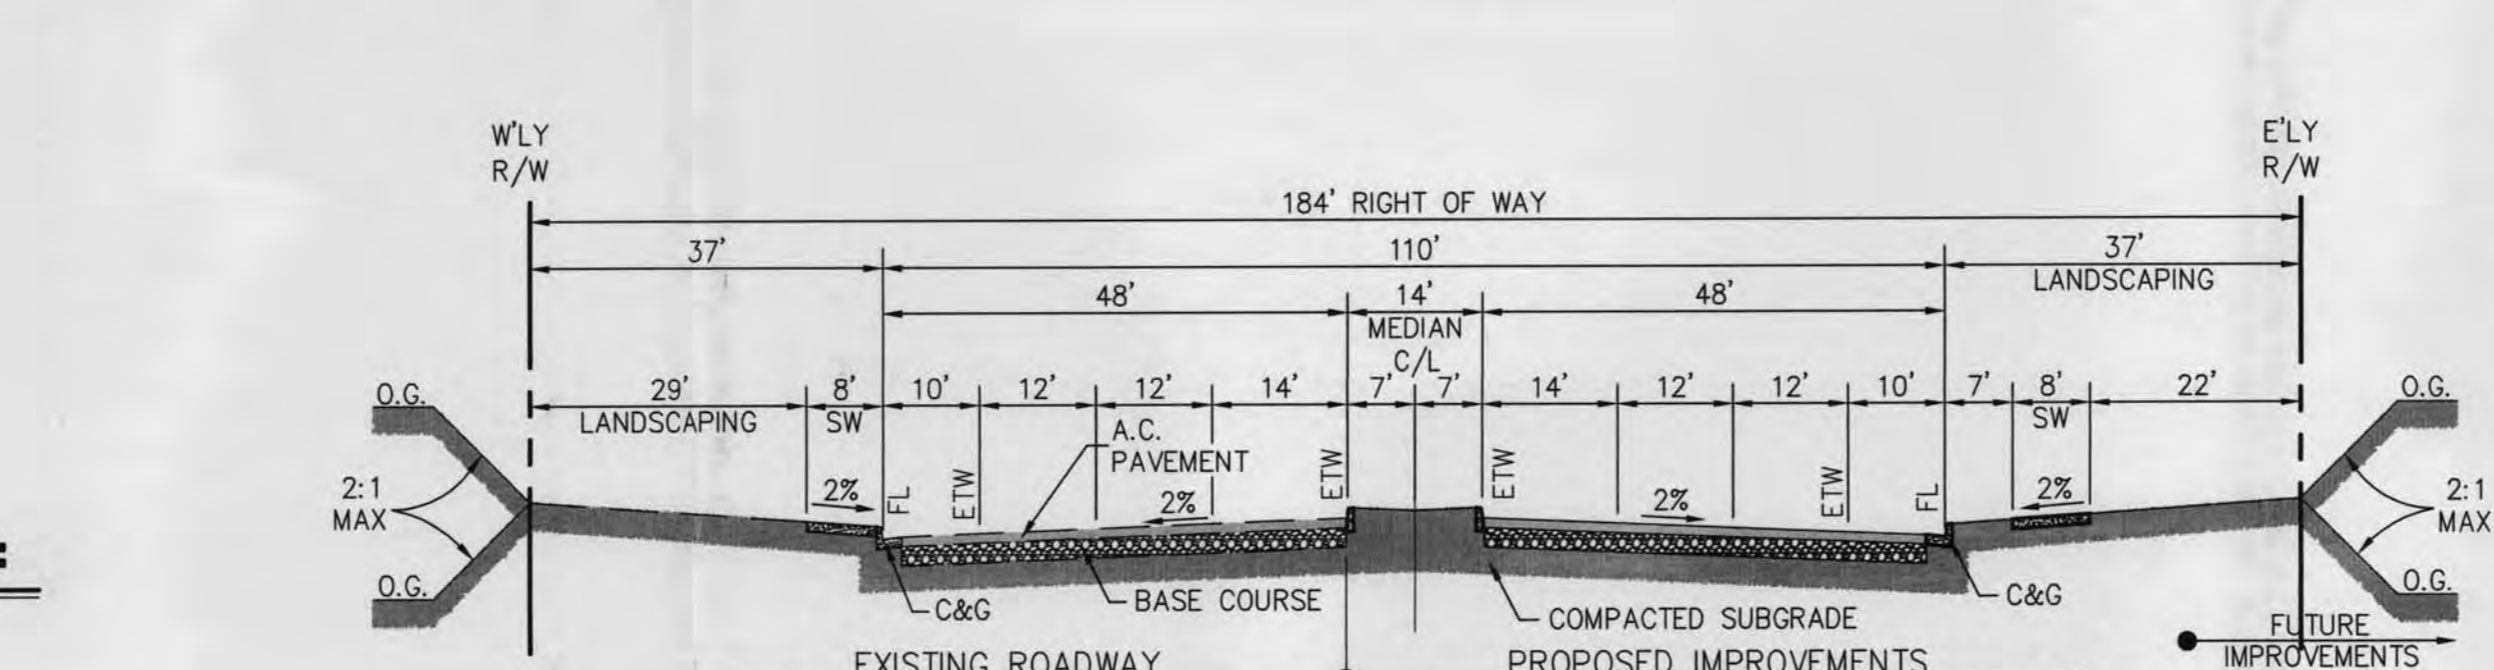 W'LY
R/W
E'LY
R/W
184' RIGHT OF WAY
37'
110'
37'
LANDSCAPING
48'
14'
MEDIAN
C/L
48'
O.G.
29'
LANDSCAPING
8'
SW
10'
12'
12'
14'
7'
7'
14'
12'
12'
10'
7'
8'
SW
22'
O.G.
A.C.
PAVEMENT
2:1
MAX
2%
FL
ETW
2%
ETW
ETW
2%
ETW
FL
2%
2:1
MAX
O.G.
C&G
BASE COURSE
COMPACTED SUBGRADE
C&G
O.G.
FUTURE
IMPROVEMENTS
EXISTING ROADWAY
PROPOSED IMPROVEMENTS